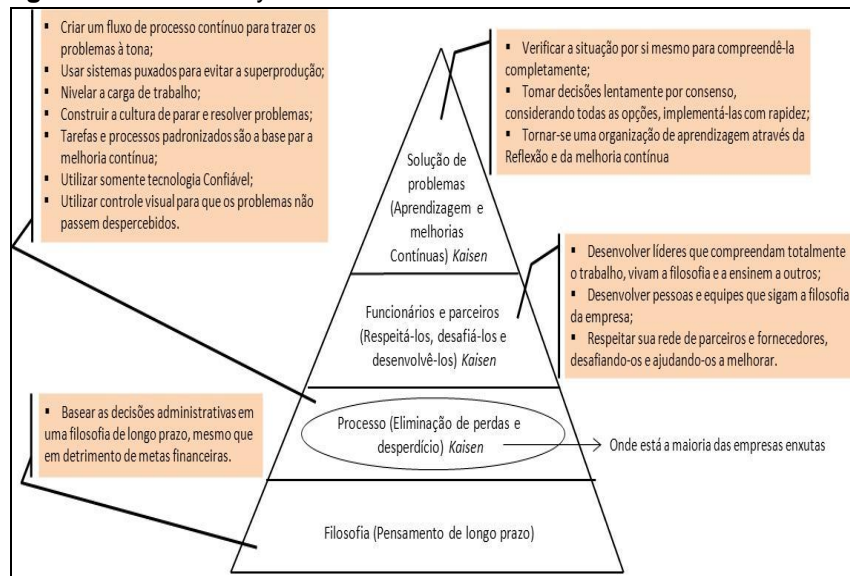 ▪ Criar um fluxo de processo contínuo para trazer os
problemas à tona;
▪ Usar sistemas puxados para evitar a superprodução;
▪ Nivelar a carga de trabalho;
▪ Construir a cultura de parar e resolver problemas;
▪ Tarefas e processos padronizados são a base par a
melhoria contínua;
▪ Utilizar somente tecnologia Confiável;
▪ Utilizar controle visual para que os problemas não
passem despercebidos.
▪ Verificar a situação por si mesmo para compreendê-la
completamente;
▪ Tomar decisões lentamente por consenso,
considerando todas as opções, implementá-las com rapidez;
▪ Tornar-se uma organização de aprendizagem através da
Reflexão e da melhoria contínua
Solução de
problemas
(Aprendizagem e
melhorias
Contínuas) Kaisen
▪ Desenvolver líderes que compreendam totalmente
o trabalho, vivam a filosofia e a ensinem a outros;
▪ Desenvolver pessoas e equipes que sigam a filosofia
da empresa;
▪ Respeitar sua rede de parceiros e fornecedores,
desafiando-os e ajudando-os a melhorar.
Funcionários e parceiros
(Respeitá-los, desafiá-los e
desenvolvê-los) Kaisen
▪ Basear as decisões administrativas em
uma filosofia de longo prazo, mesmo que
em detrimento de metas financeiras.
Processo (Eliminação de perdas e
desperdício) Kaisen
Onde está a maioria das empresas enxutas
Filosofia (Pensamento de longo prazo)